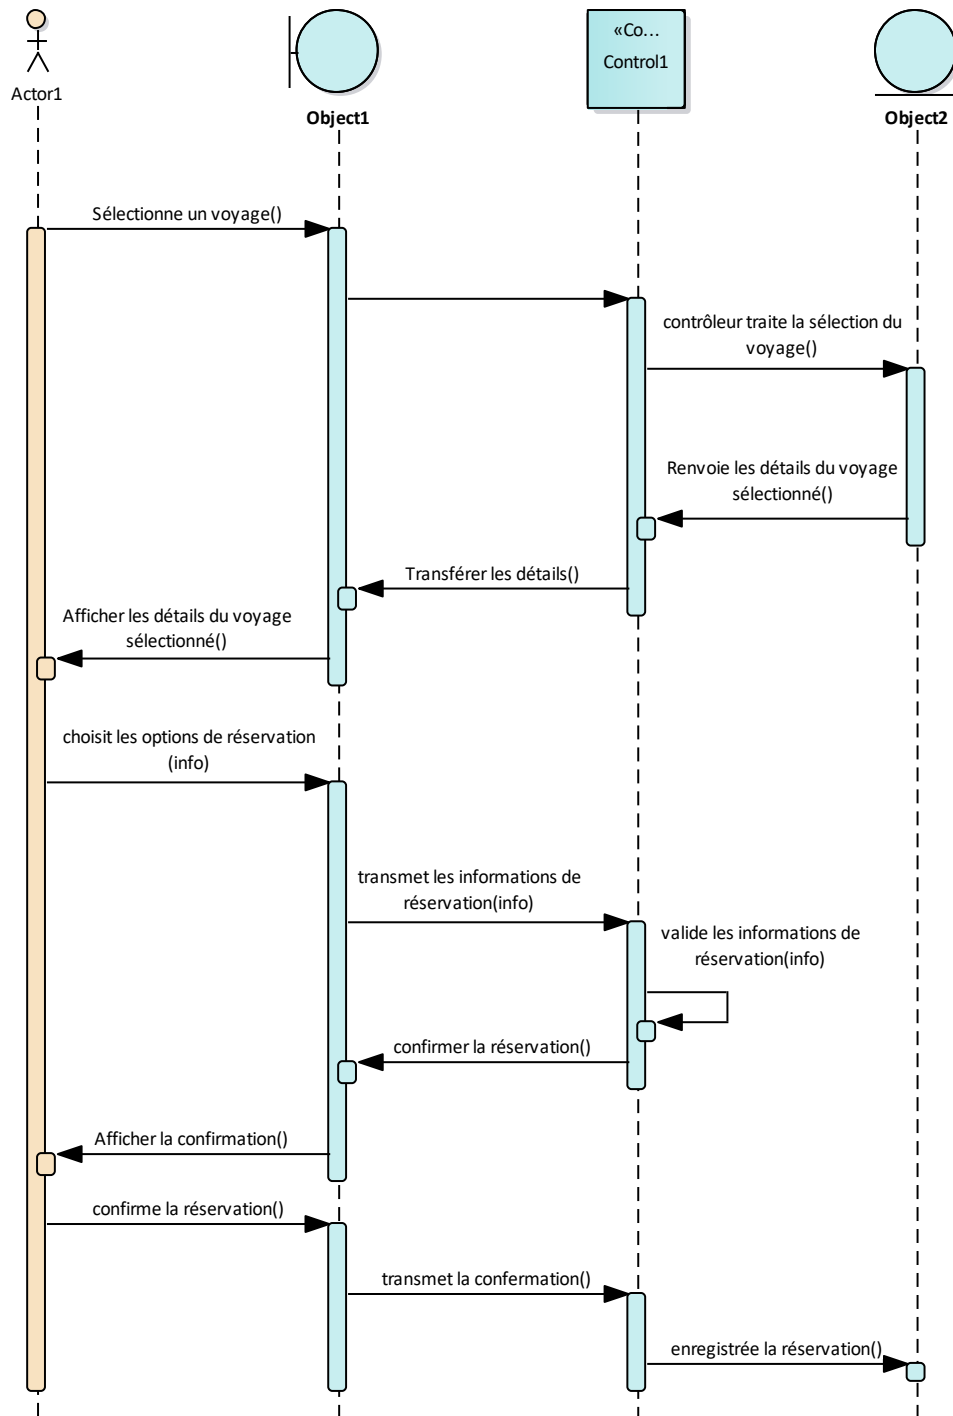 Actor1
Object1
«Co...
Control1
Object2
Sélectionne un voyage()
contrôleur traite la sélection du
voyage()
Renvoie les détails du voyage
sélectionné()
Transférer les détails()
Afficher les détails du voyage
sélectionné()
choisit les options de réservation
(info)
transmet les informations de
réservation(info)
valide les informations de
réservation(info)
confirmer la réservation()
Afficher la confirmation()
confirme la réservation()
transmet la confermation()
enregistrée la réservation()